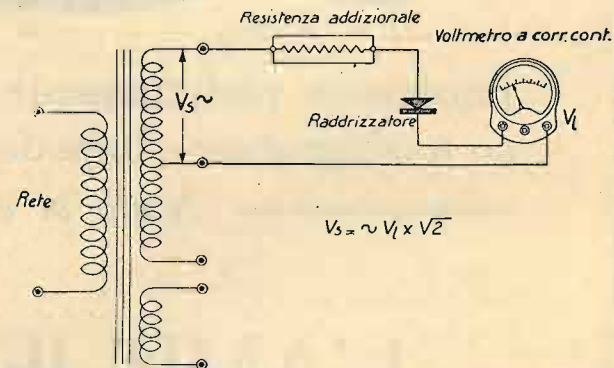 Resistenza addizionale
Voltmetro a corr. cont.
Vs ~
Raddrizzatore
Vl
Rete
Vs = ~ Vl x √2